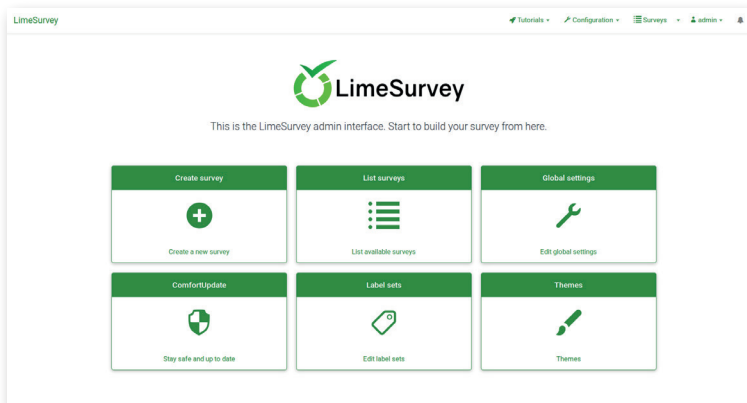 LimeSurvey
Tutorials
Configuration
Surveys
admin
LimeSurvey
This is the LimeSurvey admin interface. Start to build your survey from here.
Create survey
List surveys
Global settings
Create a new survey
List available surveys
Edit global settings
ComfortUpdate
Label sets
Themes
Stay safe and up to date
Edit label sets
Themes